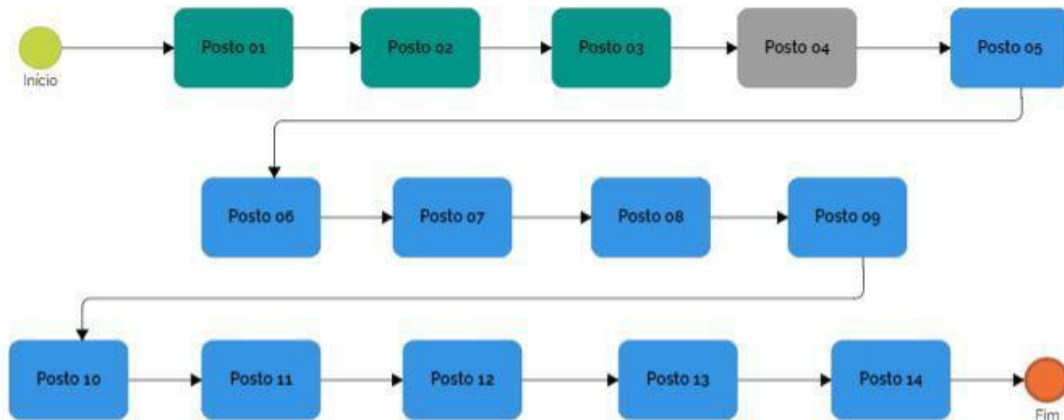 Posto 01
Posto 02
Posto 03
Posto 04
Posto 05
Início
Posto 06
Posto 07
Posto 08
Posto 09
Posto 10
Posto 11
Posto 12
Posto 13
Posto 14
Fim